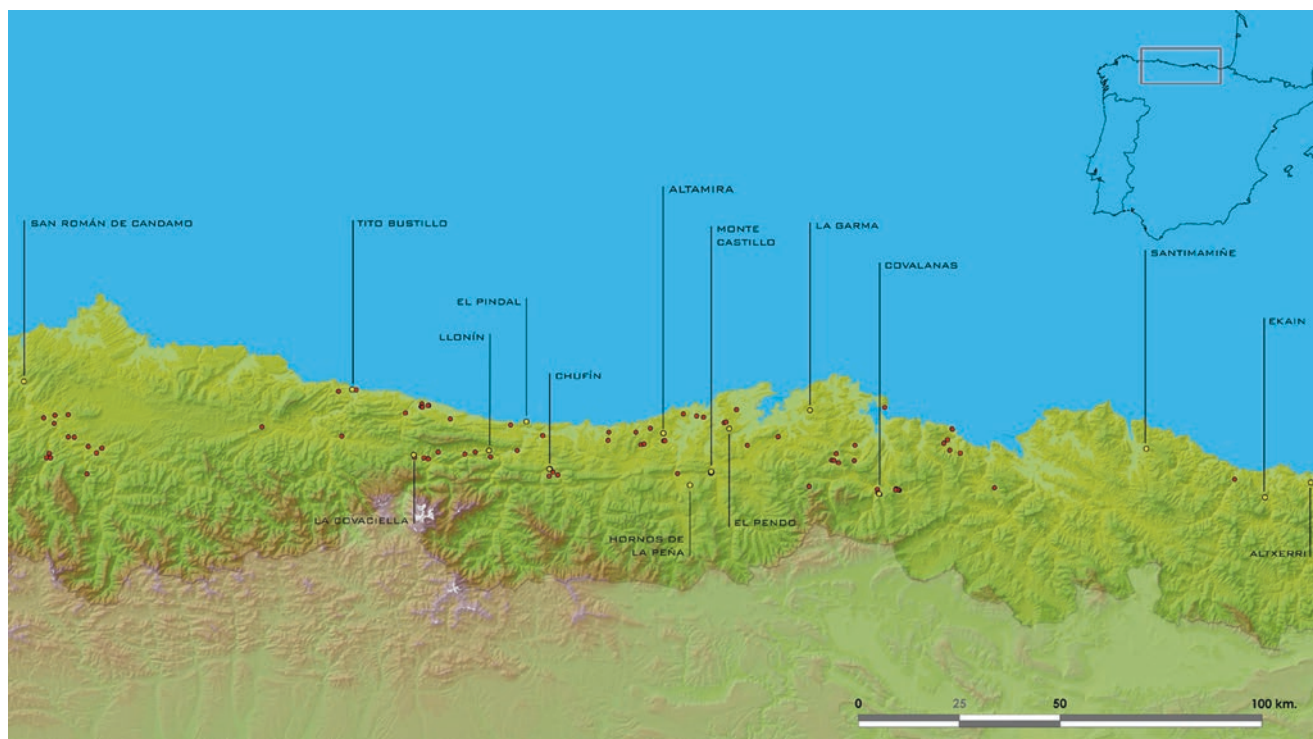 ALTAMIRA
SAN ROMÁN DE CANDAMO
TITO BUSTILLO
MONTE
CASTILLO
LA GARMA
SANTIMAMIÑE
COVALANAS
EL PINDAL
EKAIN
LLONÍN
CHUFÍN
LA COVACIELLA
EL PENDO
HORNOS DE
LA PEÑA
ALTXERRI
0 25 50 100 km.